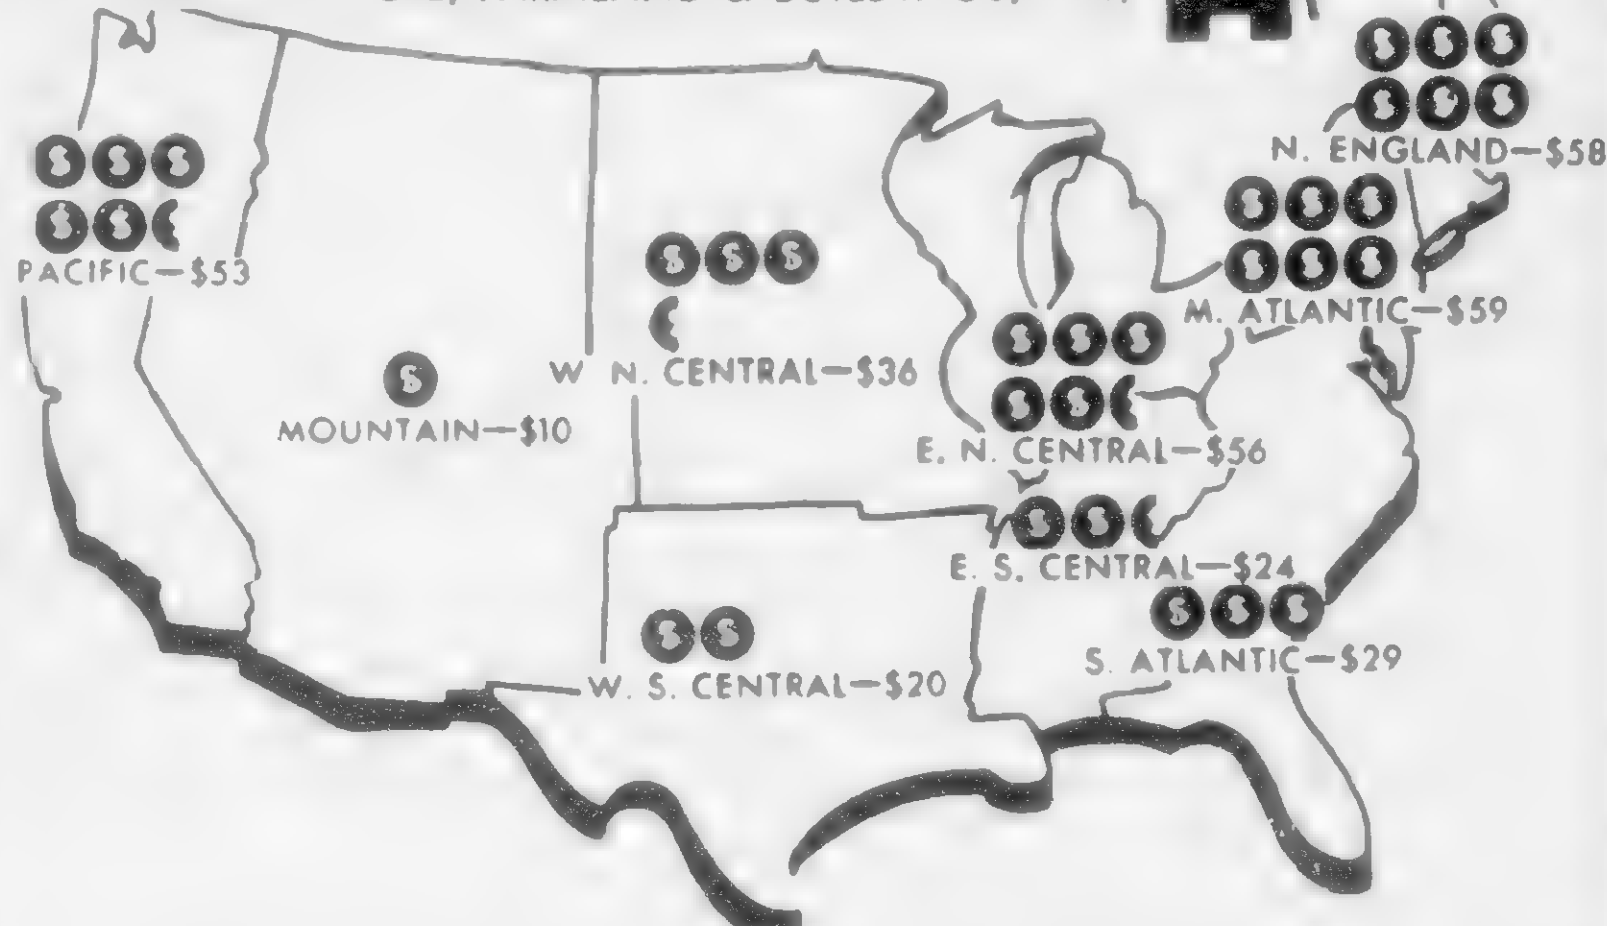 N. ENGLAND—$58
PACIFIC—$53
M. ATLANTIC—$59
W N. CENTRAL—$36
MOUNTAIN—$10
E. N. CENTRAL—$56
E. S. CENTRAL—$24
S. ATLANTIC—$29
W. S. CENTRAL—$20